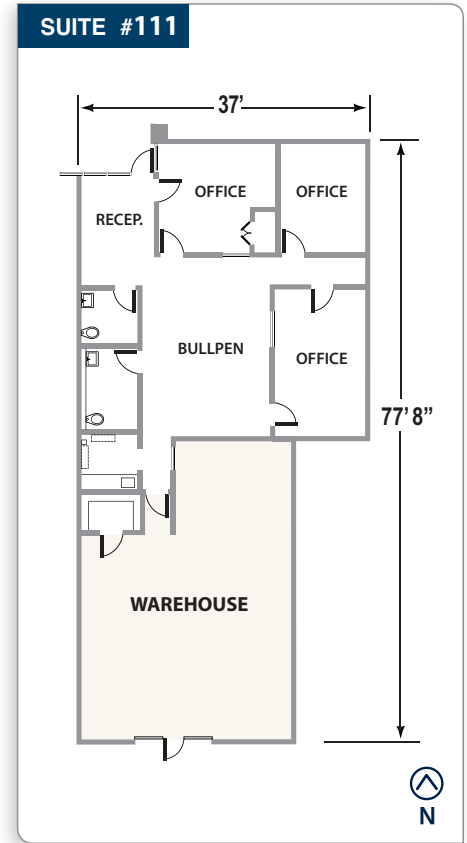 SUITE #111
37’
OFFICE
OFFICE
RECEP.
BULLPEN
OFFICE
77’ 8”
WAREHOUSE
N